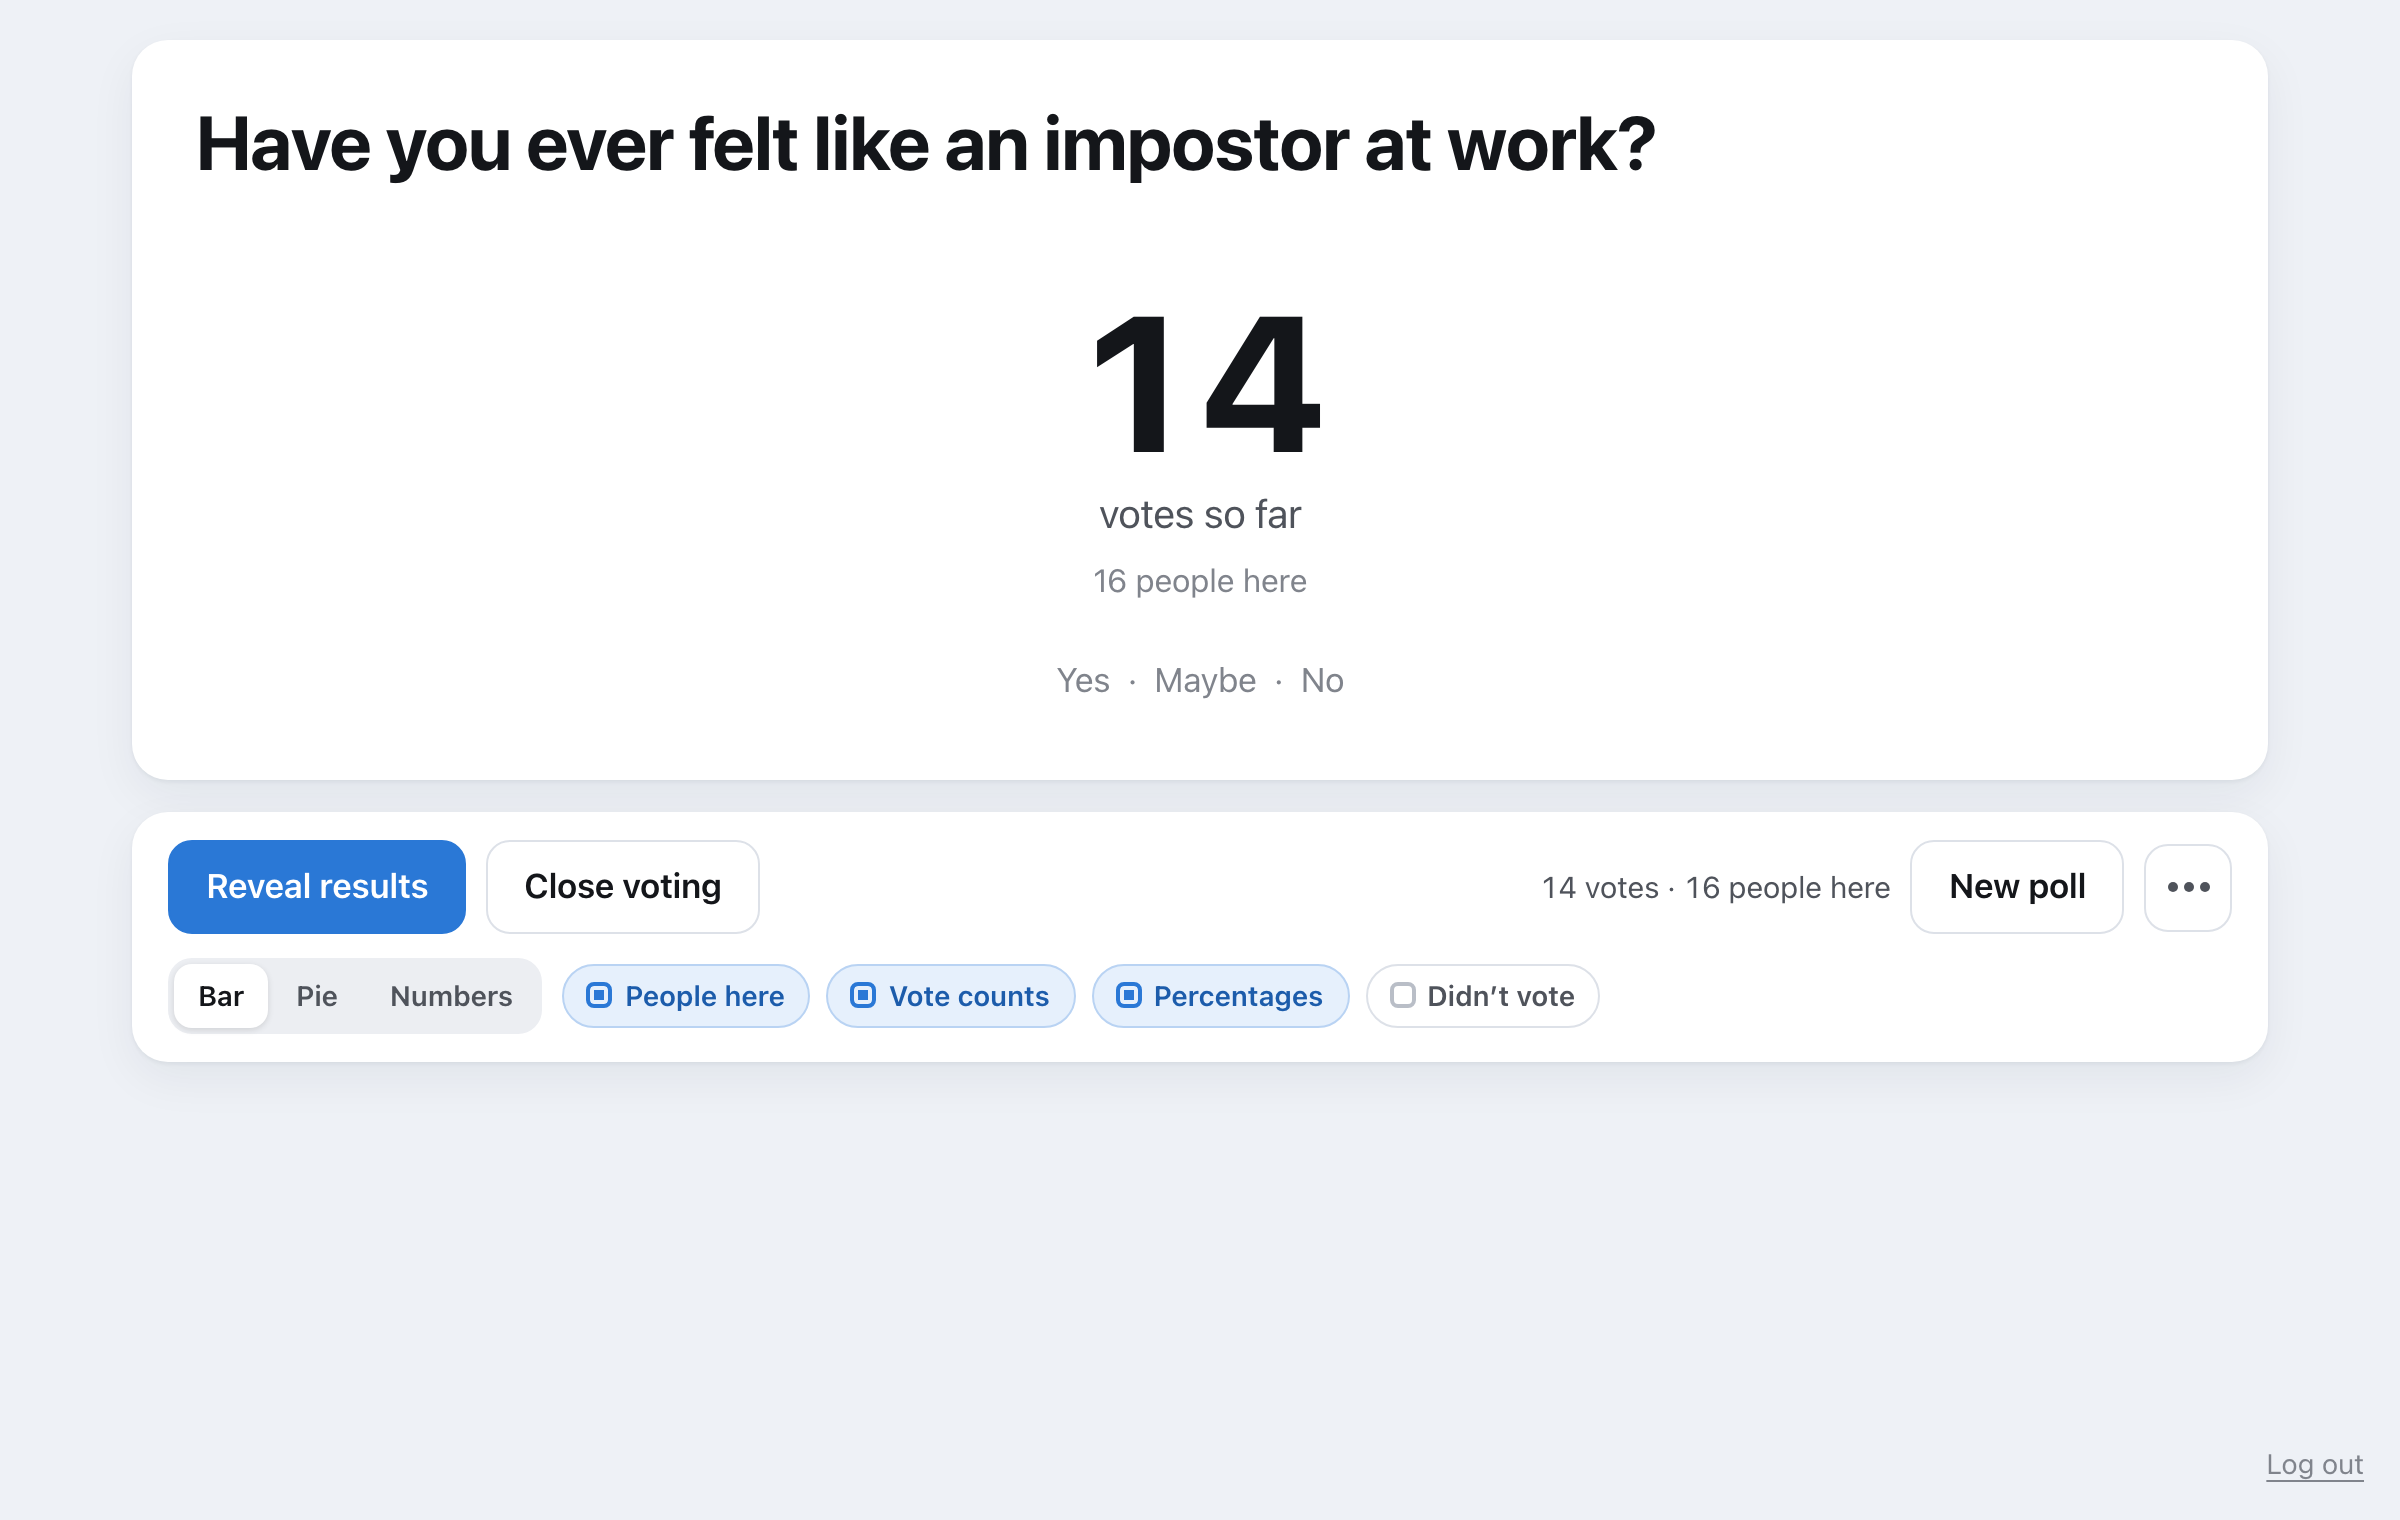 Have you ever felt like an impostor at work?
14
votes so far
16 people here
Yes · Maybe · No
Reveal results Close voting 14 votes · 16 people here New poll
Bar Pie Numbers People here Vote counts Percentages Didn’t vote
Log out